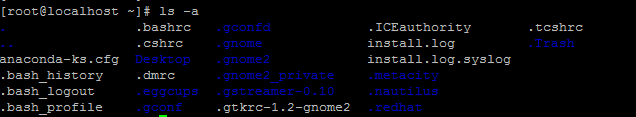 [root@localhost ~]# ls -a
. .bashrc .gconfd .ICEauthority .tcshrc
.. .cshrc .gnome install.log .Trash
anaconda-ks.cfg Desktop .gnome2 install.log.syslog
.bash_history .dmrc .gnome2_private .metacity
.bash_logout .eggcups .gstreamer-0.10 .nautilus
.bash_profile .gconf .gtkrc-1.2-gnome2 .redhat